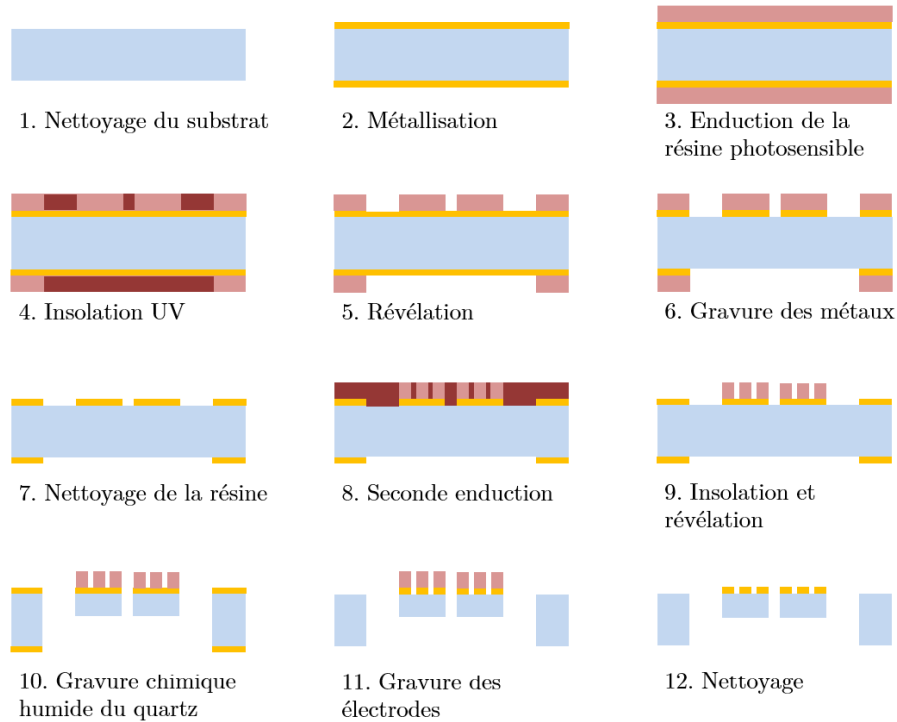 1. Nettoyage du substrat
2. Métallisation
3. Enduction de la
résine photosensible
4. Insolation UV
5. Révélation
6. Gravure des métaux
7. Nettoyage de la résine
8. Seconde enduction
9. Insolation et
révélation
10. Gravure chimique
humide du quartz
11. Gravure des
électrodes
12. Nettoyage